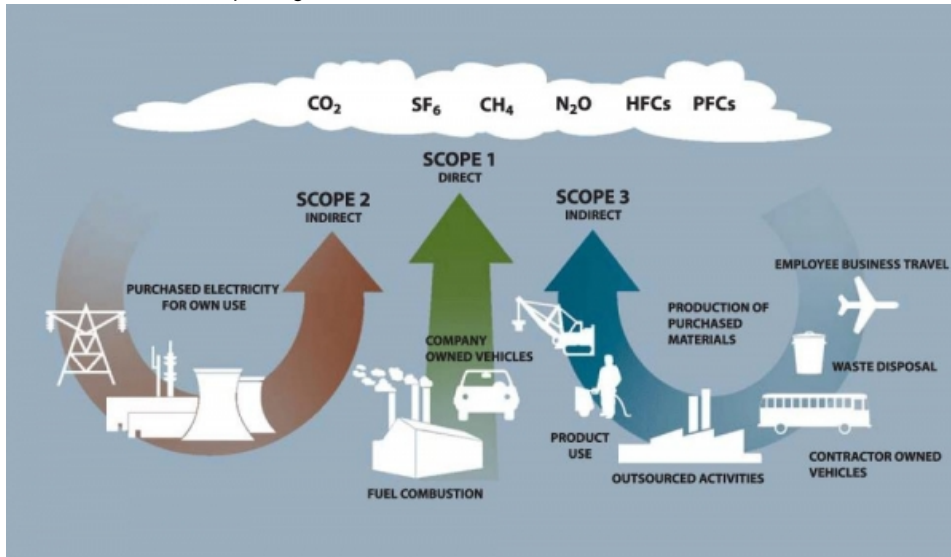 CO₂ SF₆ CH₄ N₂O HFCs PFCs
SCOPE 1
DIRECT
SCOPE 2
INDIRECT
SCOPE 3
INDIRECT
PURCHASED ELECTRICITY
FOR OWN USE
COMPANY
OWNED VEHICLES
FUEL COMBUSTION
PRODUCT
USE
PRODUCTION OF
PURCHASED
MATERIALS
OUTSOURCED ACTIVITIES
EMPLOYEE BUSINESS TRAVEL
WASTE DISPOSAL
CONTRACTOR OWNED
VEHICLES